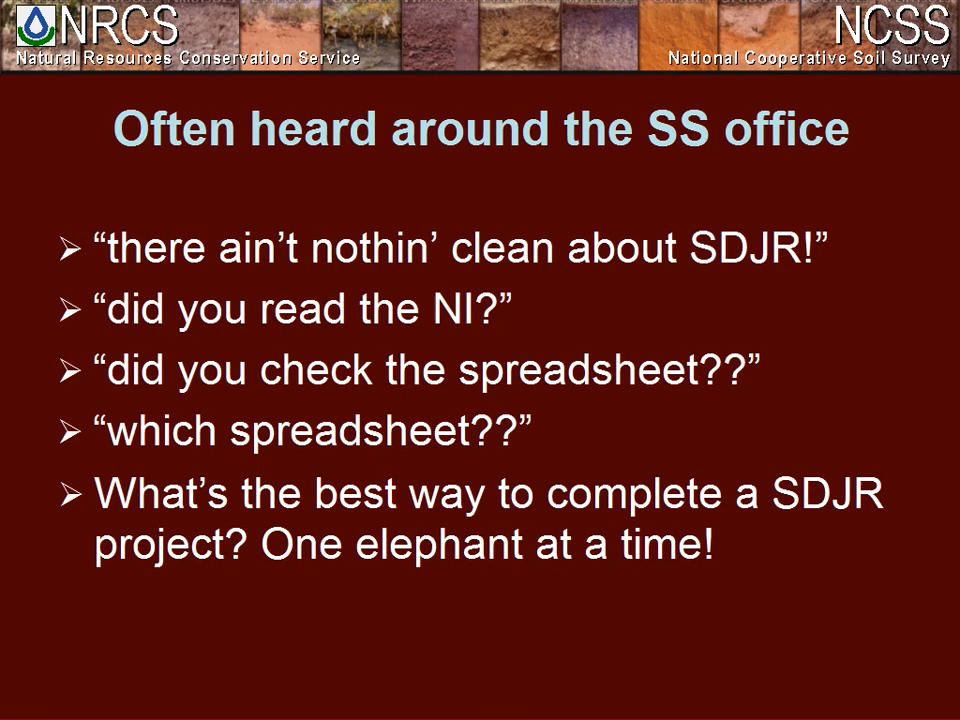 NRCS
Natural Resources Conservation Service
NCSS
National Cooperative Soil Survey
Often heard around the SS office
“there ain’t nothin’ clean about SDJR!”
“did you read the NI?”
“did you check the spreadsheet??”
“which spreadsheet??”
What’s the best way to complete a SDJR
project? One elephant at a time!